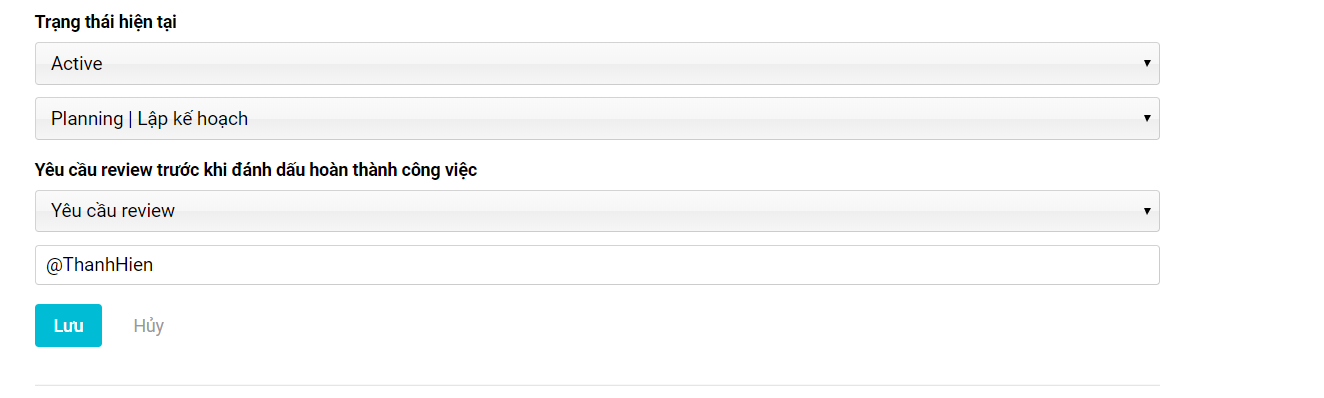 Trạng thái hiện tại
Active
Planning | Lập kế hoạch
Yêu cầu review trước khi đánh dấu hoàn thành công việc
Yêu cầu review
@ThanhHien
Lưu Hủy